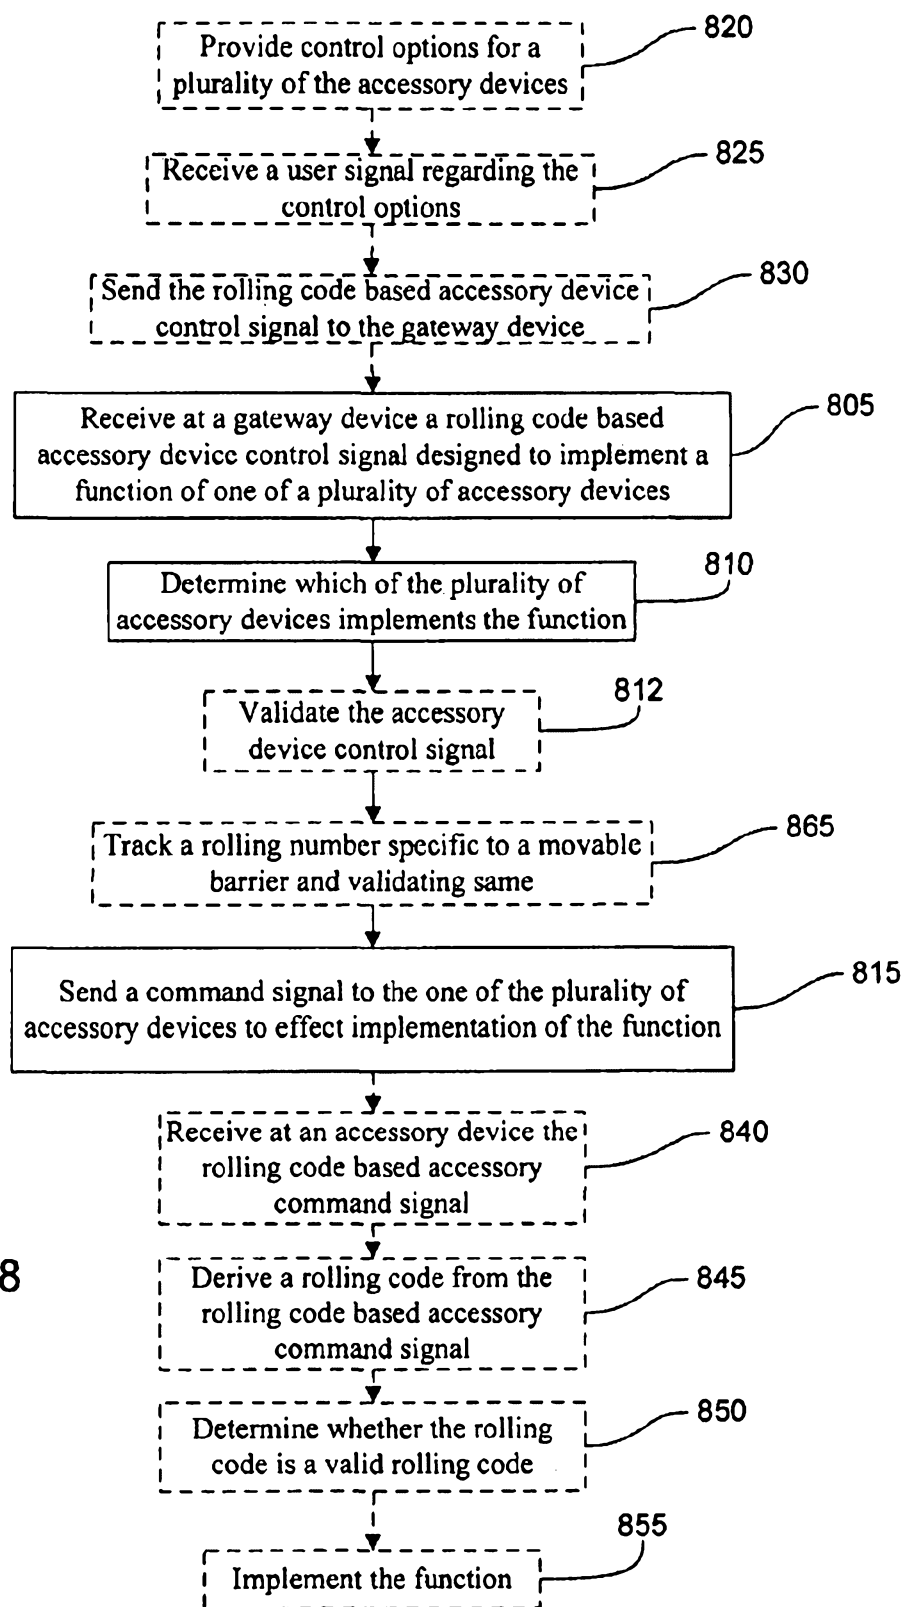 Provide control options for a
plurality of the accessory devices
820
Receive a user signal regarding the
control options
825
Send the rolling code based accessory device
control signal to the gateway device
830
Receive at a gateway device a rolling code based
accessory device control signal designed to implement a
function of one of a plurality of accessory devices
805
Determine which of the plurality of
accessory devices implements the function
810
Validate the accessory
device control signal
812
Track a rolling number specific to a movable
barrier and validating same
865
Send a command signal to the one of the plurality of
accessory devices to effect implementation of the function
815
Receive at an accessory device the
rolling code based accessory
command signal
840
8
Derive a rolling code from the
rolling code based accessory
command signal
845
Determine whether the rolling
code is a valid rolling code
850
Implement the function
855